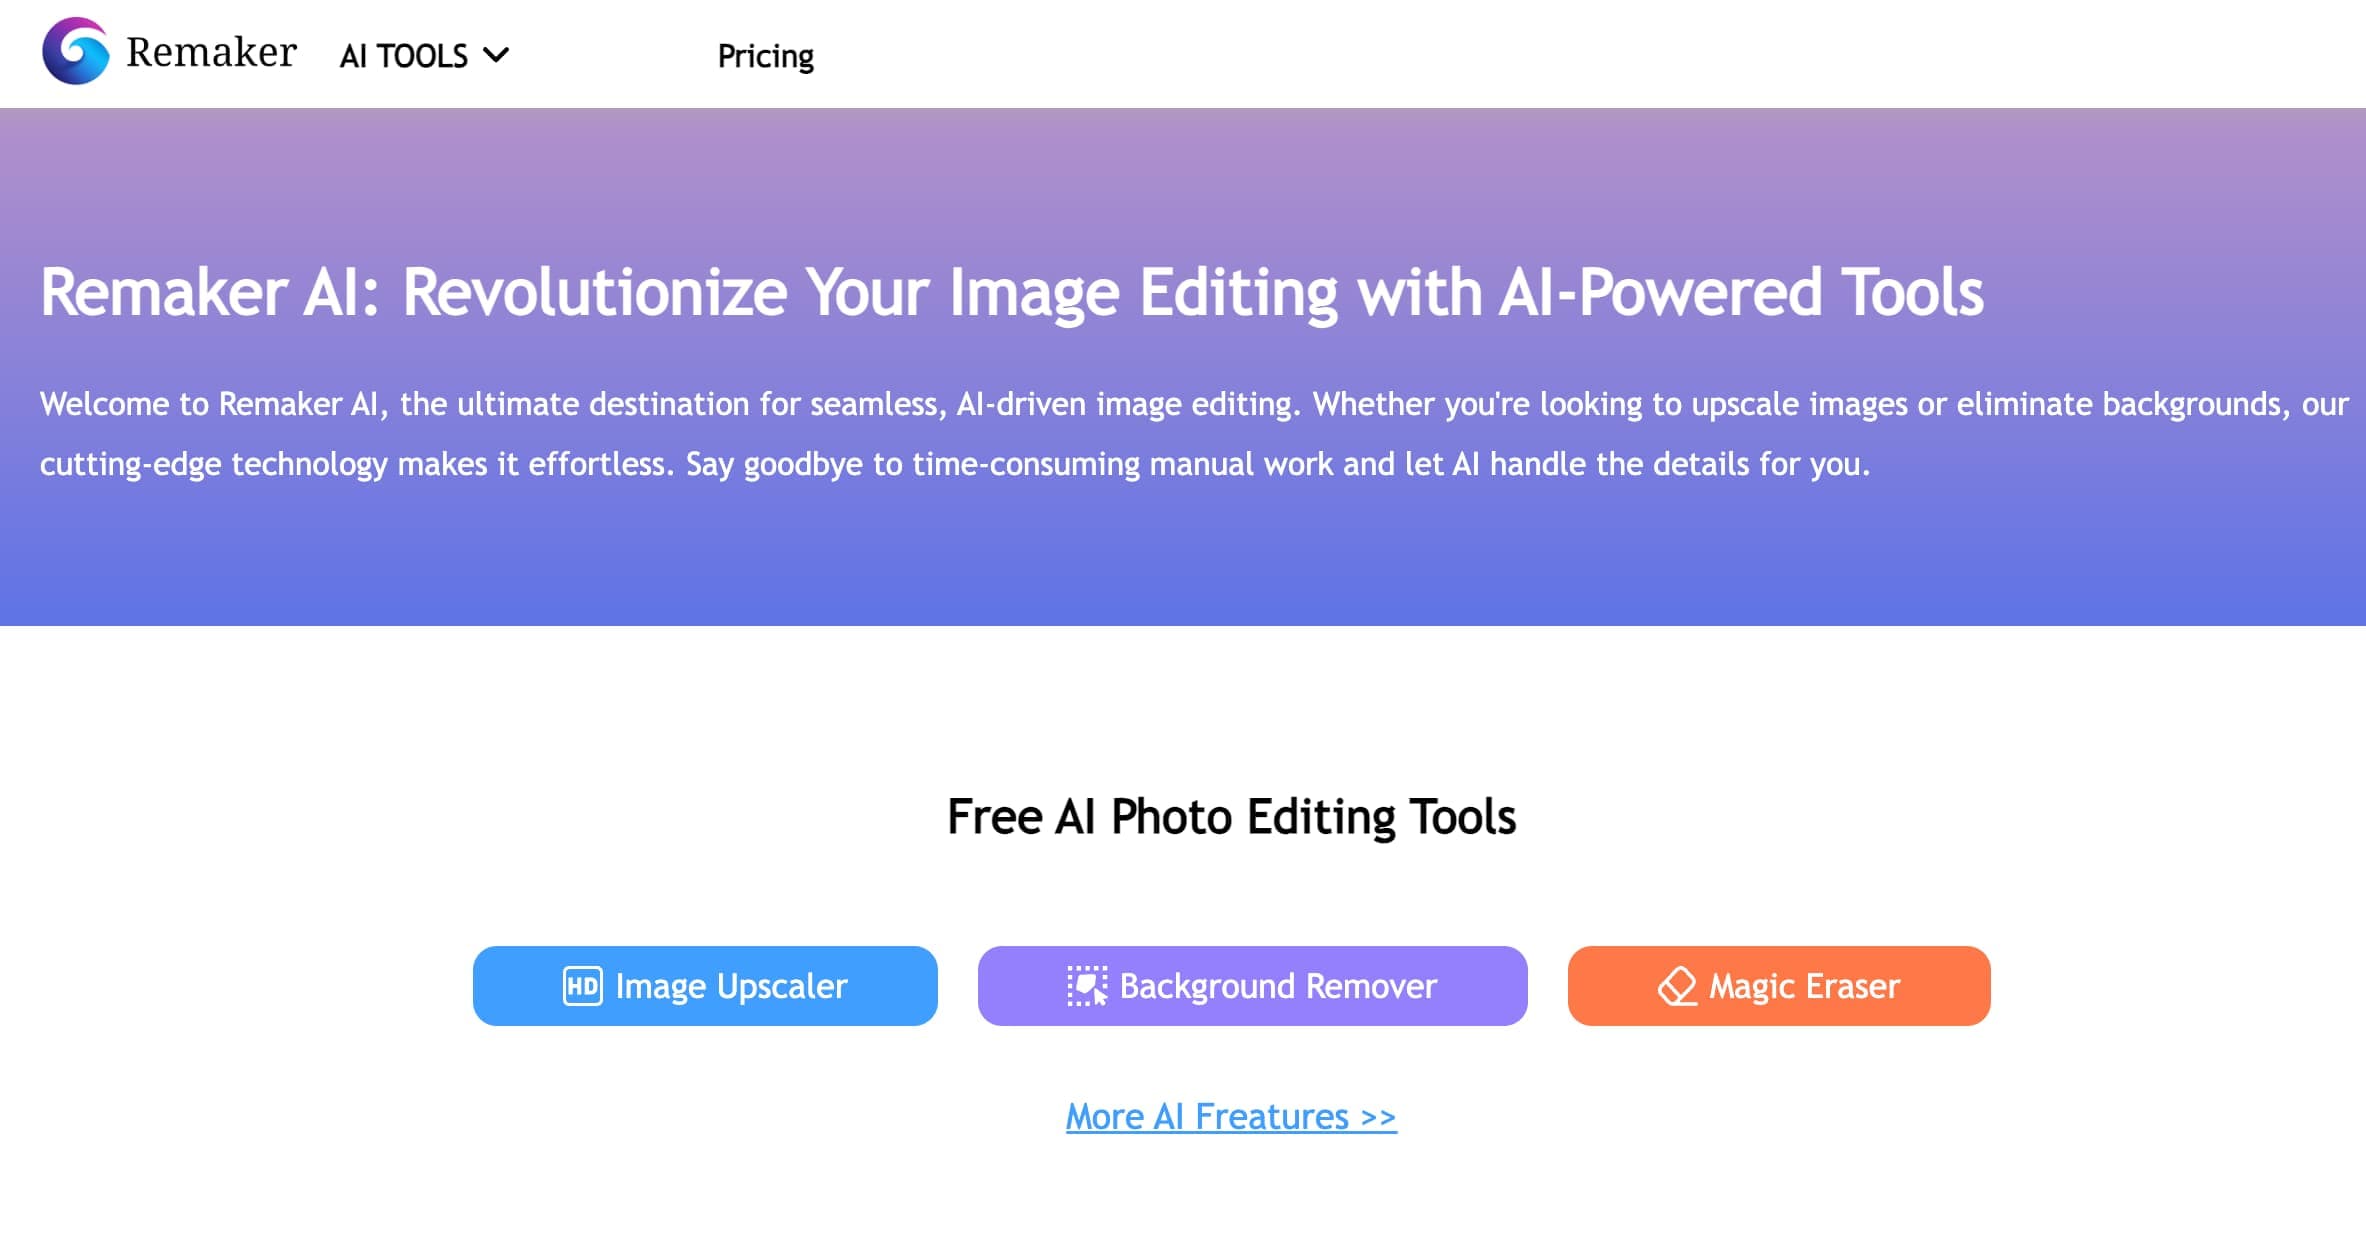 Remaker AI TOOLS Pricing
Remaker AI: Revolutionize Your Image Editing with AI-Powered Tools
Welcome to Remaker AI, the ultimate destination for seamless, AI-driven image editing. Whether you're looking to upscale images or eliminate backgrounds, our
cutting-edge technology makes it effortless. Say goodbye to time-consuming manual work and let AI handle the details for you.
Free AI Photo Editing Tools
HD Image Upscaler Background Remover Magic Eraser
More AI Freatures >>